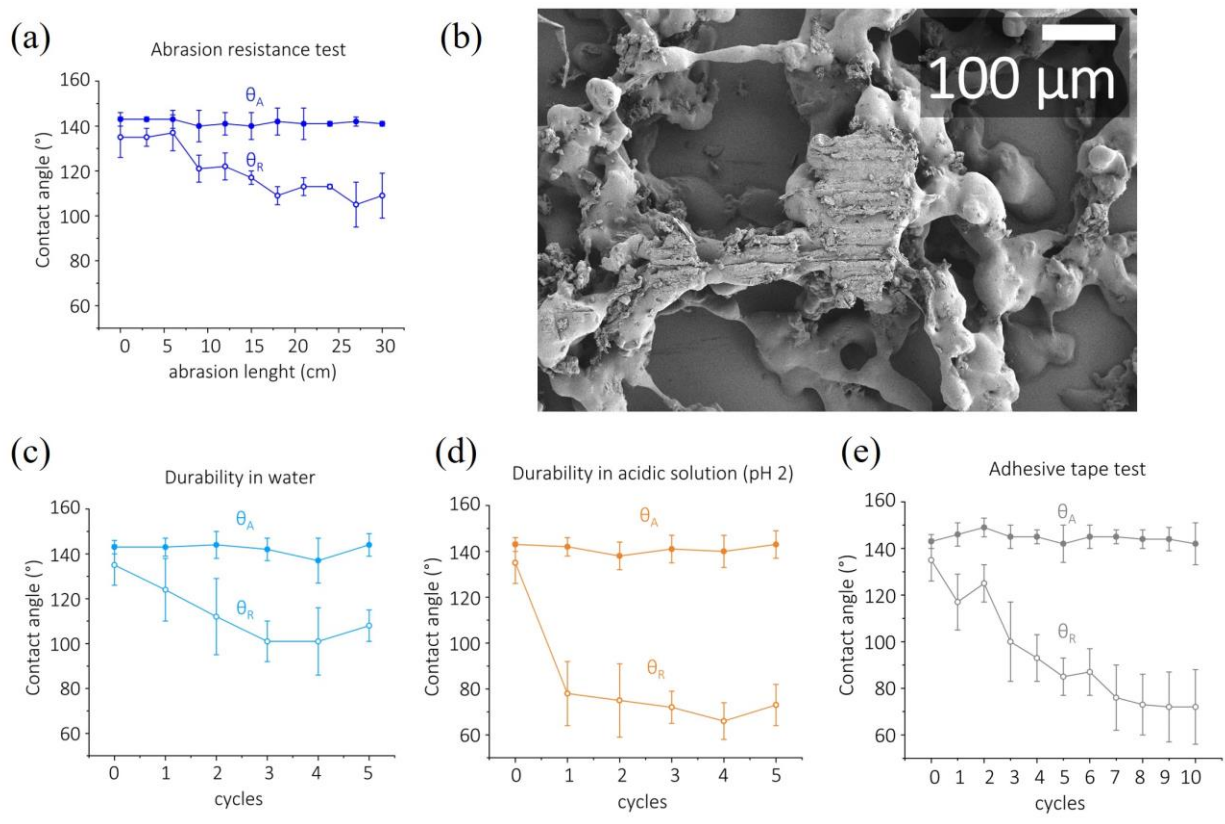 (a)
Abrasion resistance test
Contact angle (°)
160
140
120
100
80
60
θA
θR
0 5 10 15 20 25 30
abrasion lenght (cm)
(b)
100 μm
(c)
Durability in water
Contact angle (°)
160
140
120
100
80
60
θA
θR
0 1 2 3 4 5
cycles
(d)
Durability in acidic solution (pH 2)
Contact angle (°)
160
140
120
100
80
60
θA
θR
0 1 2 3 4 5
cycles
(e)
Adhesive tape test
Contact angle (°)
160
140
120
100
80
60
θA
θR
0 1 2 3 4 5 6 7 8 9 10
cycles